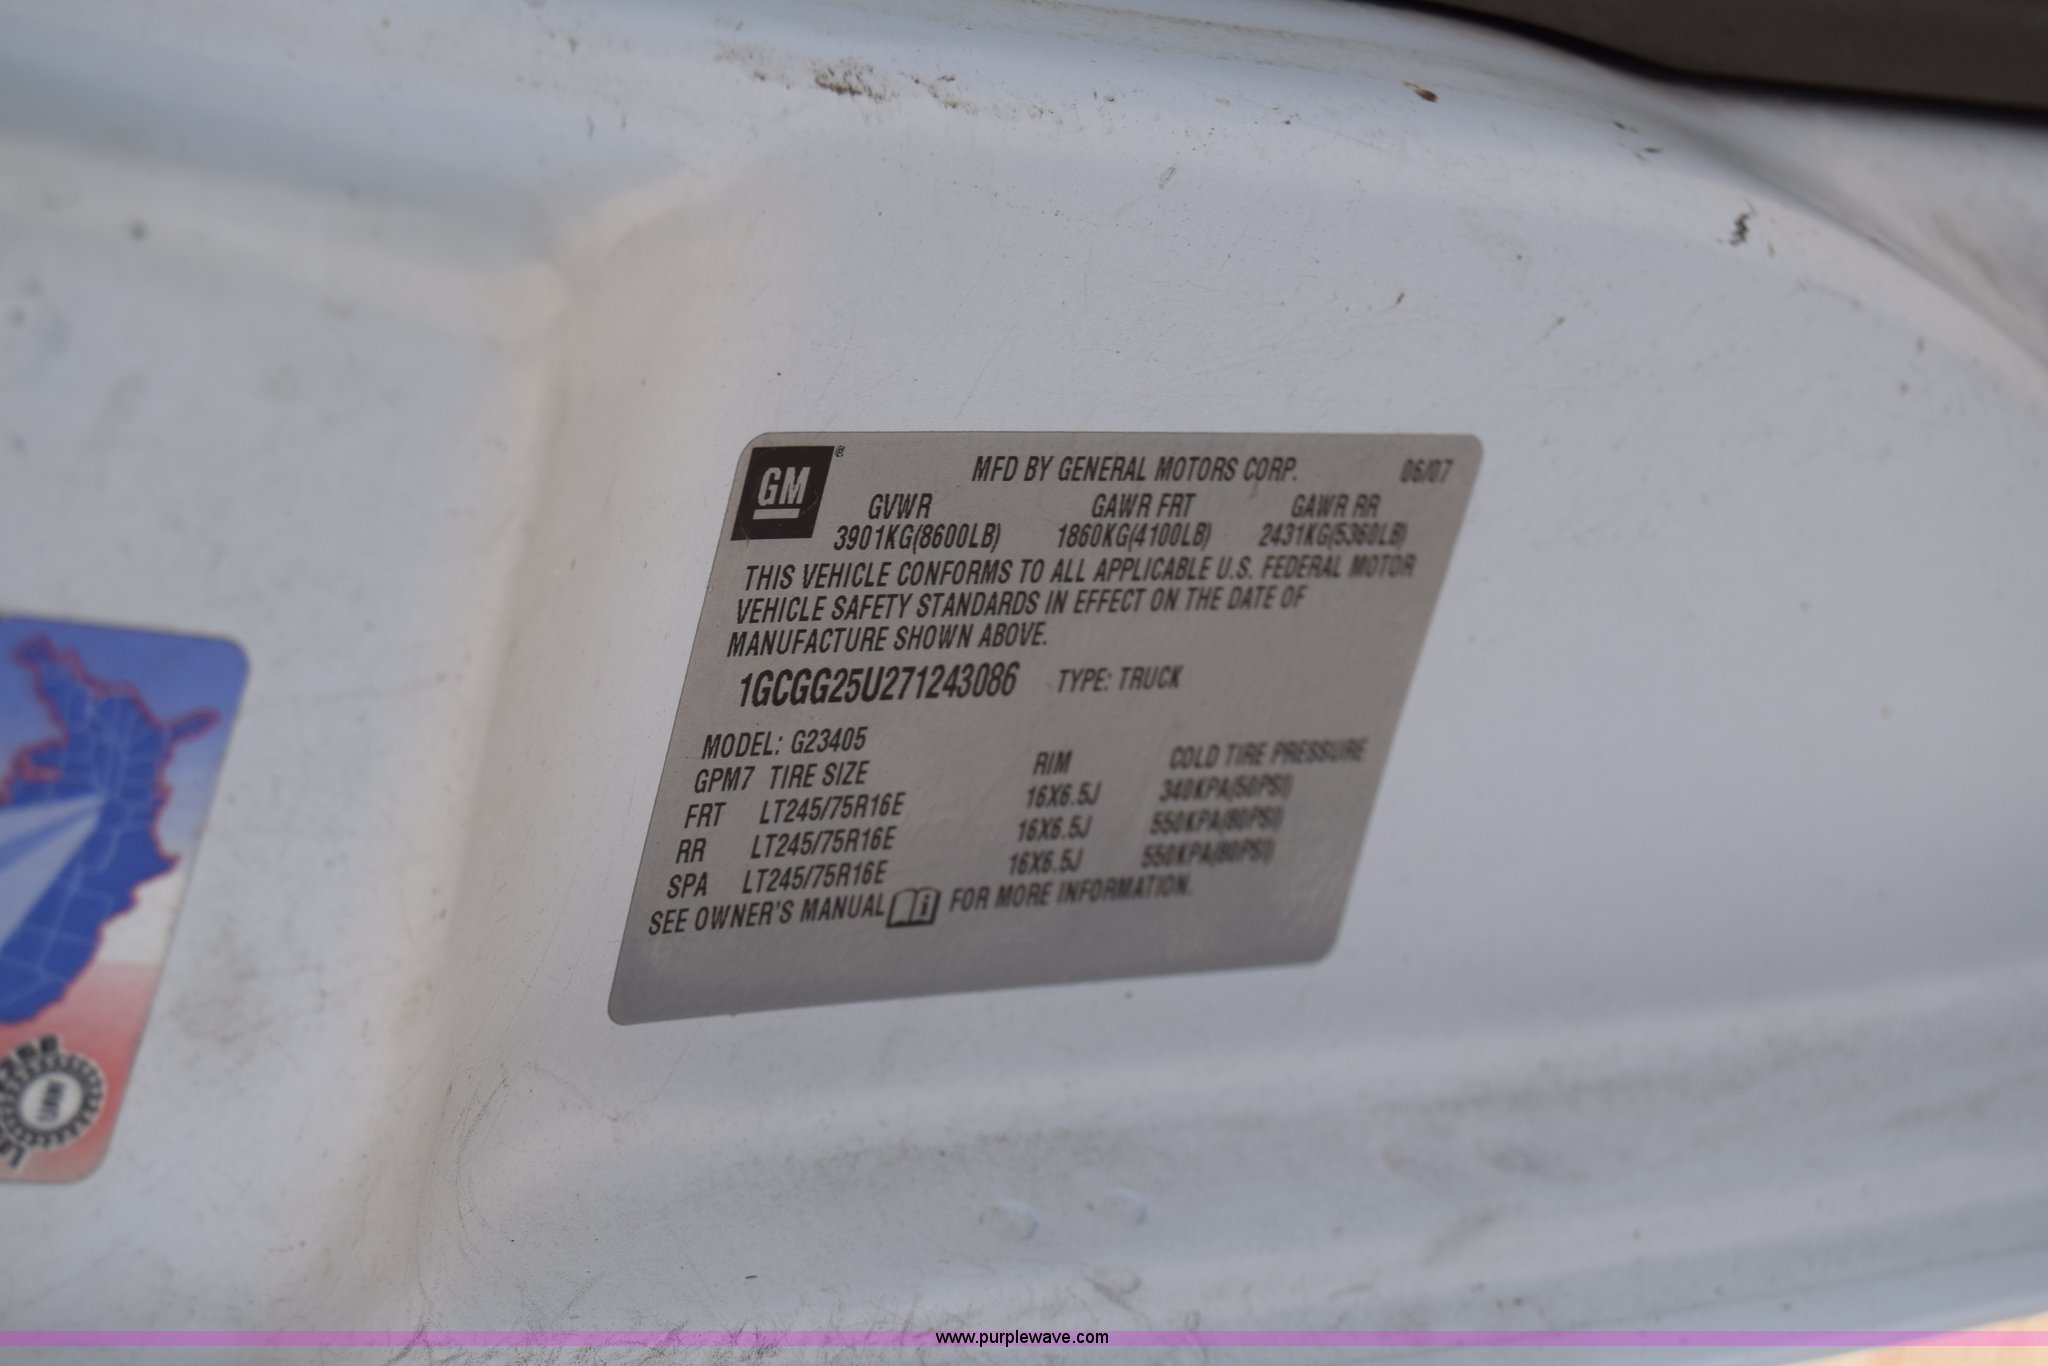 GM
MFD BY GENERAL MOTORS CORP. 06/07
GVWR GAWR FRT GAWR RR
3901KG(8600LB) 1860KG(4100LB) 2431KG(5360LB)
THIS VEHICLE CONFORMS TO ALL APPLICABLE U.S. FEDERAL MOTOR
VEHICLE SAFETY STANDARDS IN EFFECT ON THE DATE OF
MANUFACTURE SHOWN ABOVE.
1GCGG25U271243086 TYPE: TRUCK
MODEL: G23405
GPM7 TIRE SIZE RIM COLD TIRE PRESSURE
FRT LT245/75R16E 16X6.5J 340KPA(50PSI)
RR LT245/75R16E 16X6.5J 550KPA(80PSI)
SPA LT245/75R16E 16X6.5J 550KPA(80PSI)
SEE OWNER'S MANUAL FOR MORE INFORMATION.
www.purplewave.com